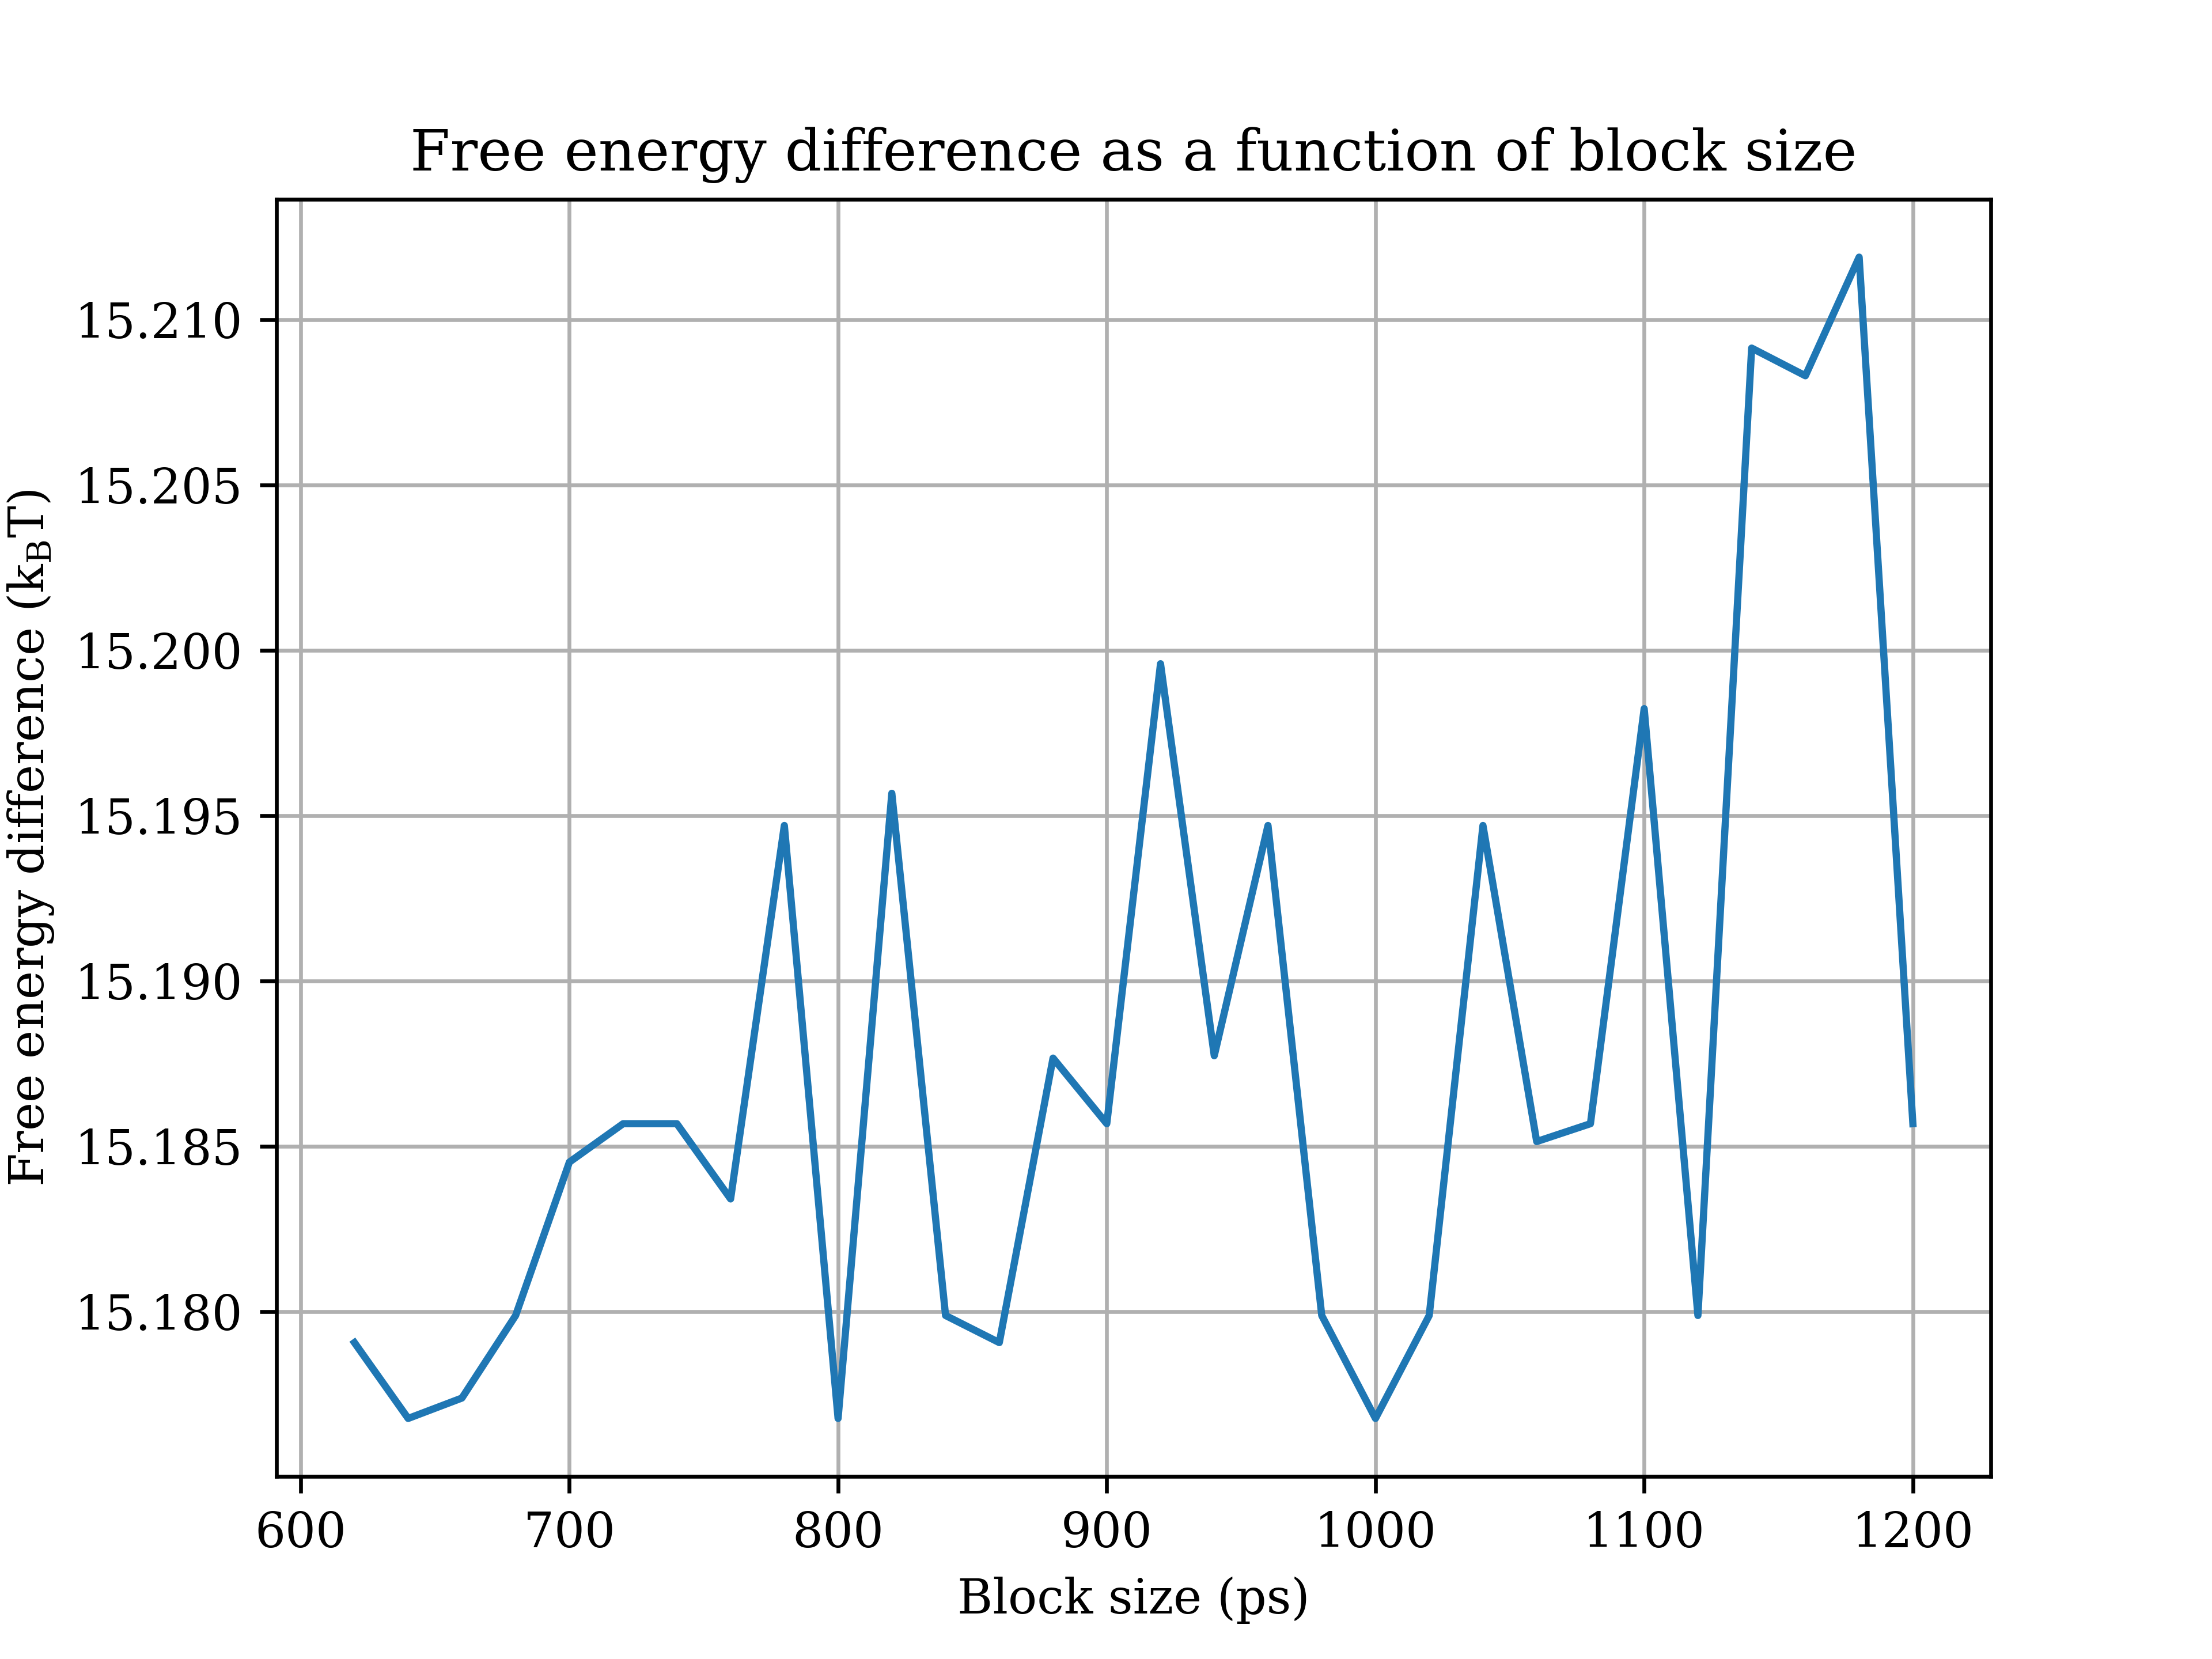 Free energy difference as a function of block size
Free energy difference (k_BT)
15.210
15.205
15.200
15.195
15.190
15.185
15.180
600 700 800 900 1000 1100 1200
Block size (ps)